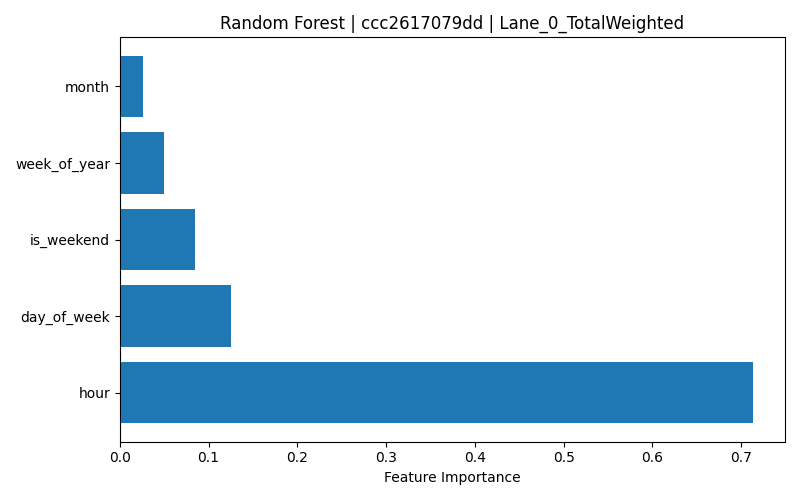 Random Forest | ccc2617079dd | Lane_0_TotalWeighted
month
week_of_year
is_weekend
day_of_week
hour
0.0 0.1 0.2 0.3 0.4 0.5 0.6 0.7
Feature Importance